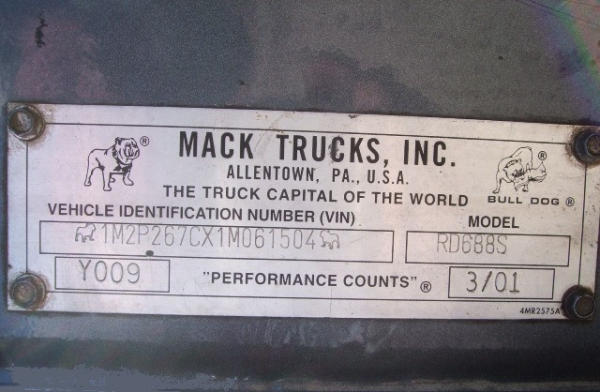 MACK TRUCKS, INC.
ALLENTOWN, PA., U.S.A.
THE TRUCK CAPITAL OF THE WORLD
BULL DOG ®
VEHICLE IDENTIFICATION NUMBER (VIN)
MODEL
1M2P267CX1M061504
RD688S
Y009
"PERFORMANCE COUNTS"®
3/01
4MR2575A